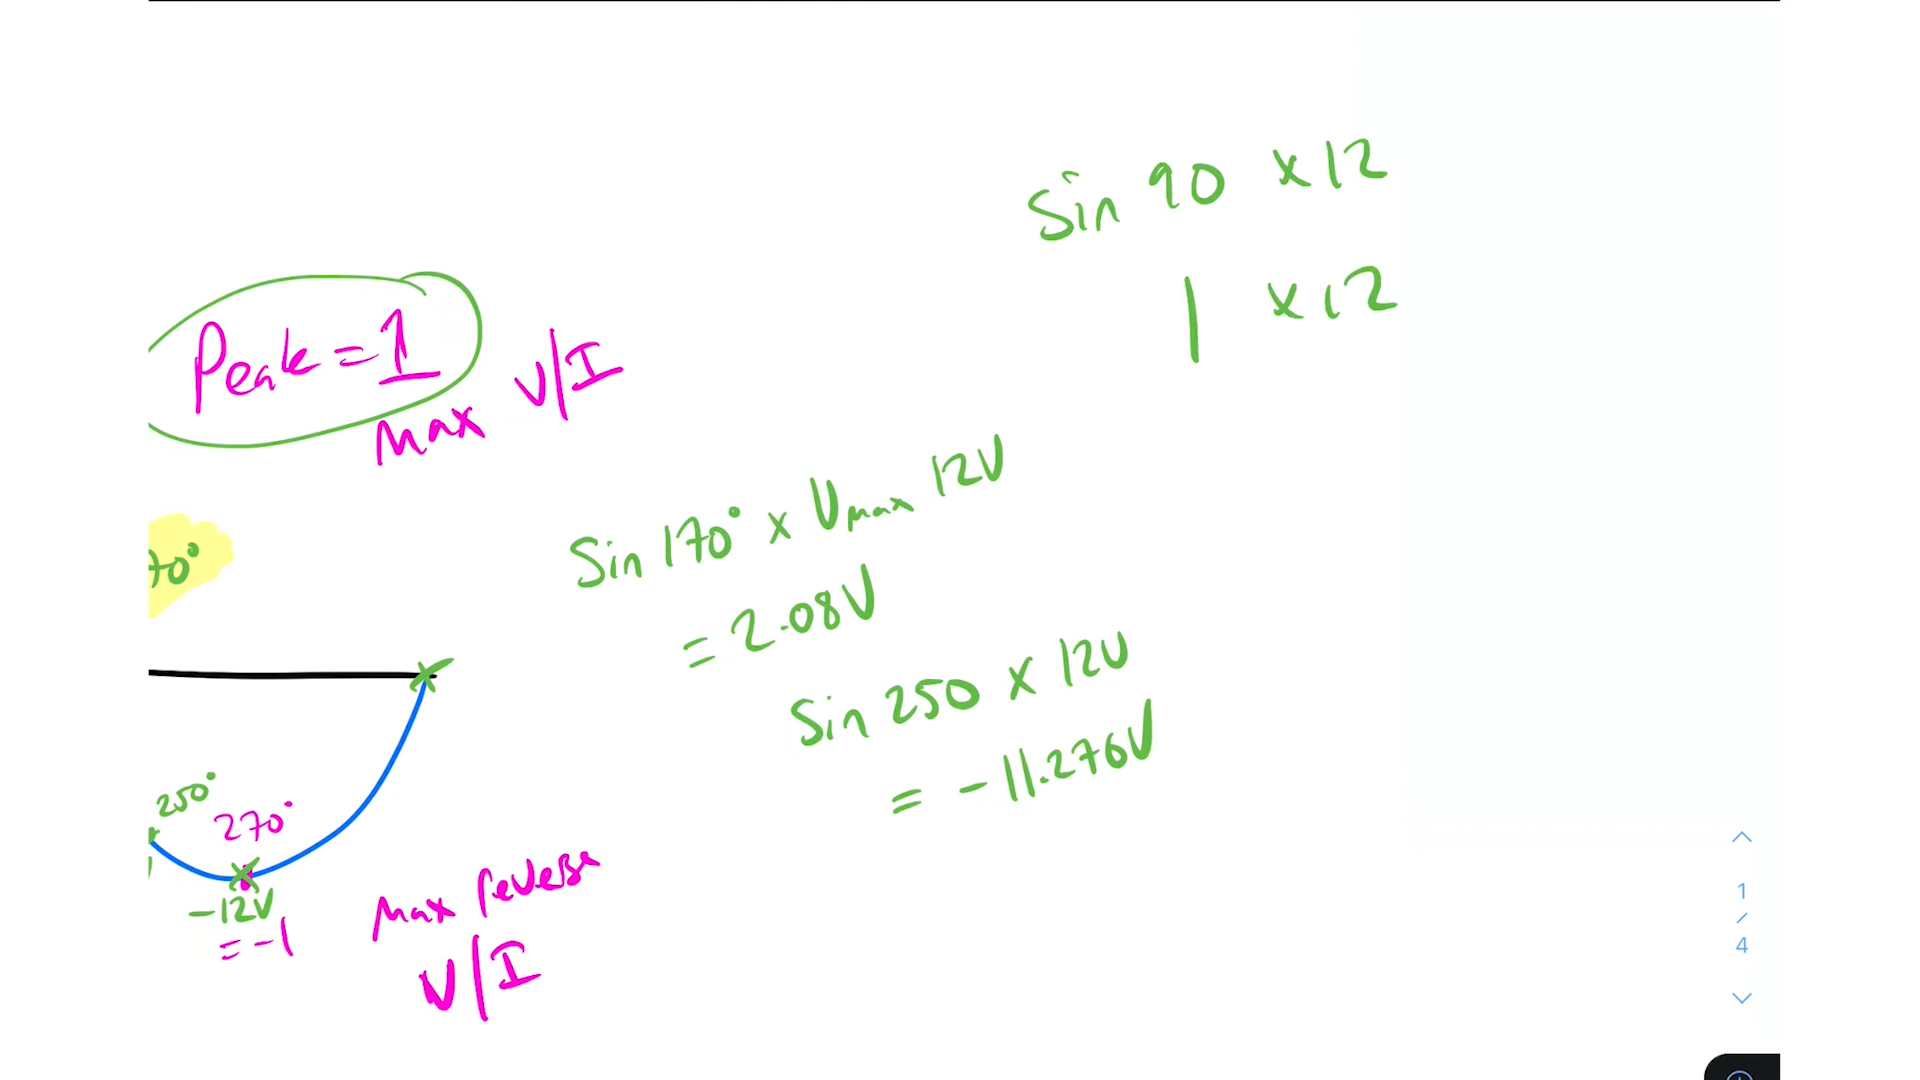 Sin 90 x 12
1 x 12
Peak = 1
Max V/I
Sin 170° x Vmax 12V
= 2.08V
70°
Sin 250 x 12V
= -11.276V
250°
270°
-12V
= -1
Max reverse
V/I
1
/
4